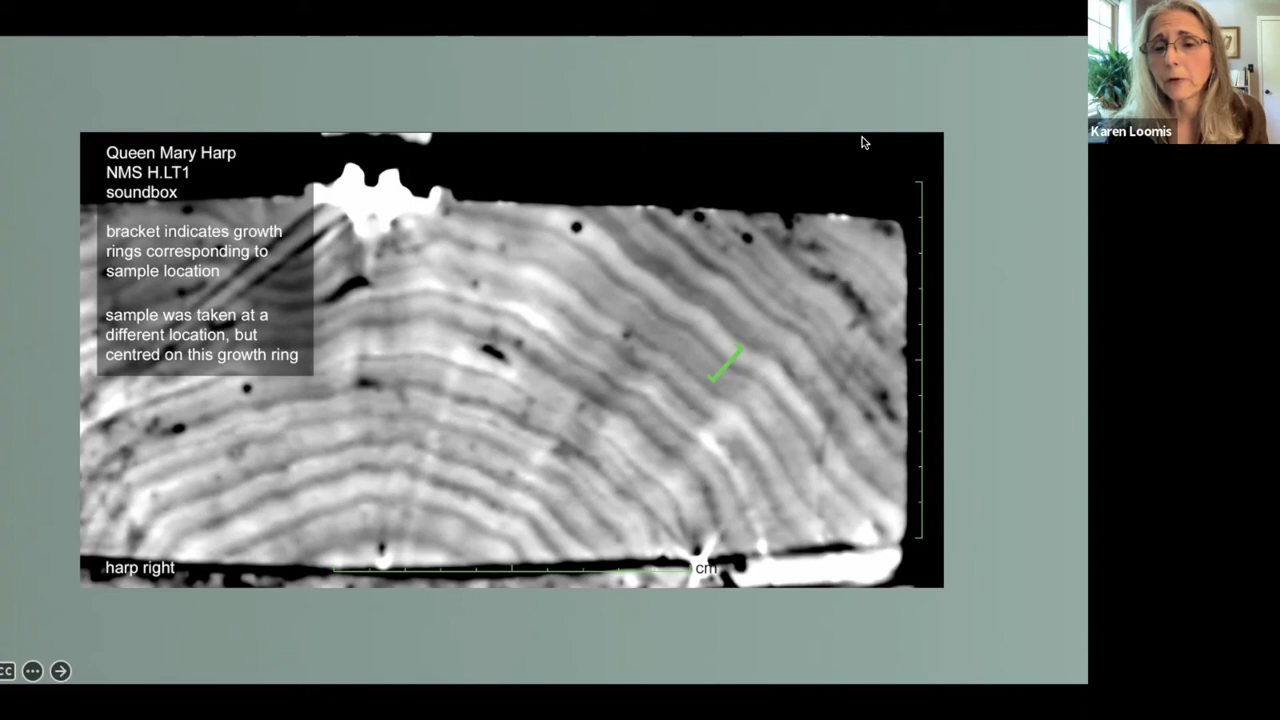 Karen Loomis
Queen Mary Harp
NMS H.LT1
soundbox
bracket indicates growth
rings corresponding to
sample location
sample was taken at a
different location, but
centred on this growth ring
harp right
cm
CC